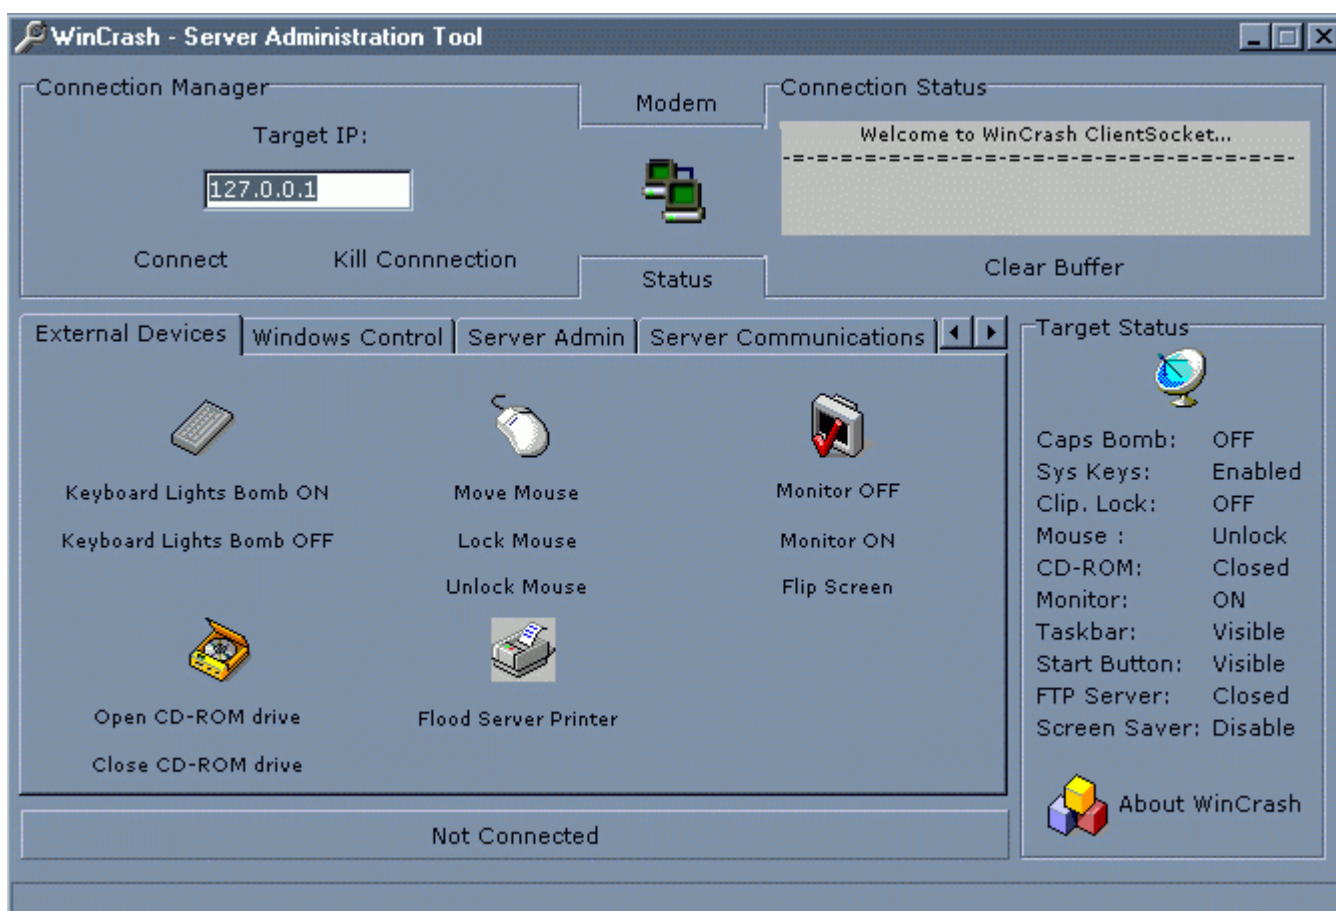 WinCrash - Server Administration Tool
Connection Manager
Target IP:
127.0.0.1
Connect
Kill Connnection
Modem
Status
Connection Status
Welcome to WinCrash ClientSocket...
-=-=-=-=-=-=-=-=-=-=-=-=-=-=-=-=-=-=-=-=-=-
Clear Buffer
External Devices
Windows Control
Server Admin
Server Communications
Keyboard Lights Bomb ON
Keyboard Lights Bomb OFF
Move Mouse
Lock Mouse
Unlock Mouse
Monitor OFF
Monitor ON
Flip Screen
Open CD-ROM drive
Close CD-ROM drive
Flood Server Printer
Target Status
Caps Bomb: OFF
Sys Keys: Enabled
Clip. Lock: OFF
Mouse : Unlock
CD-ROM: Closed
Monitor: ON
Taskbar: Visible
Start Button: Visible
FTP Server: Closed
Screen Saver: Disable
About WinCrash
Not Connected